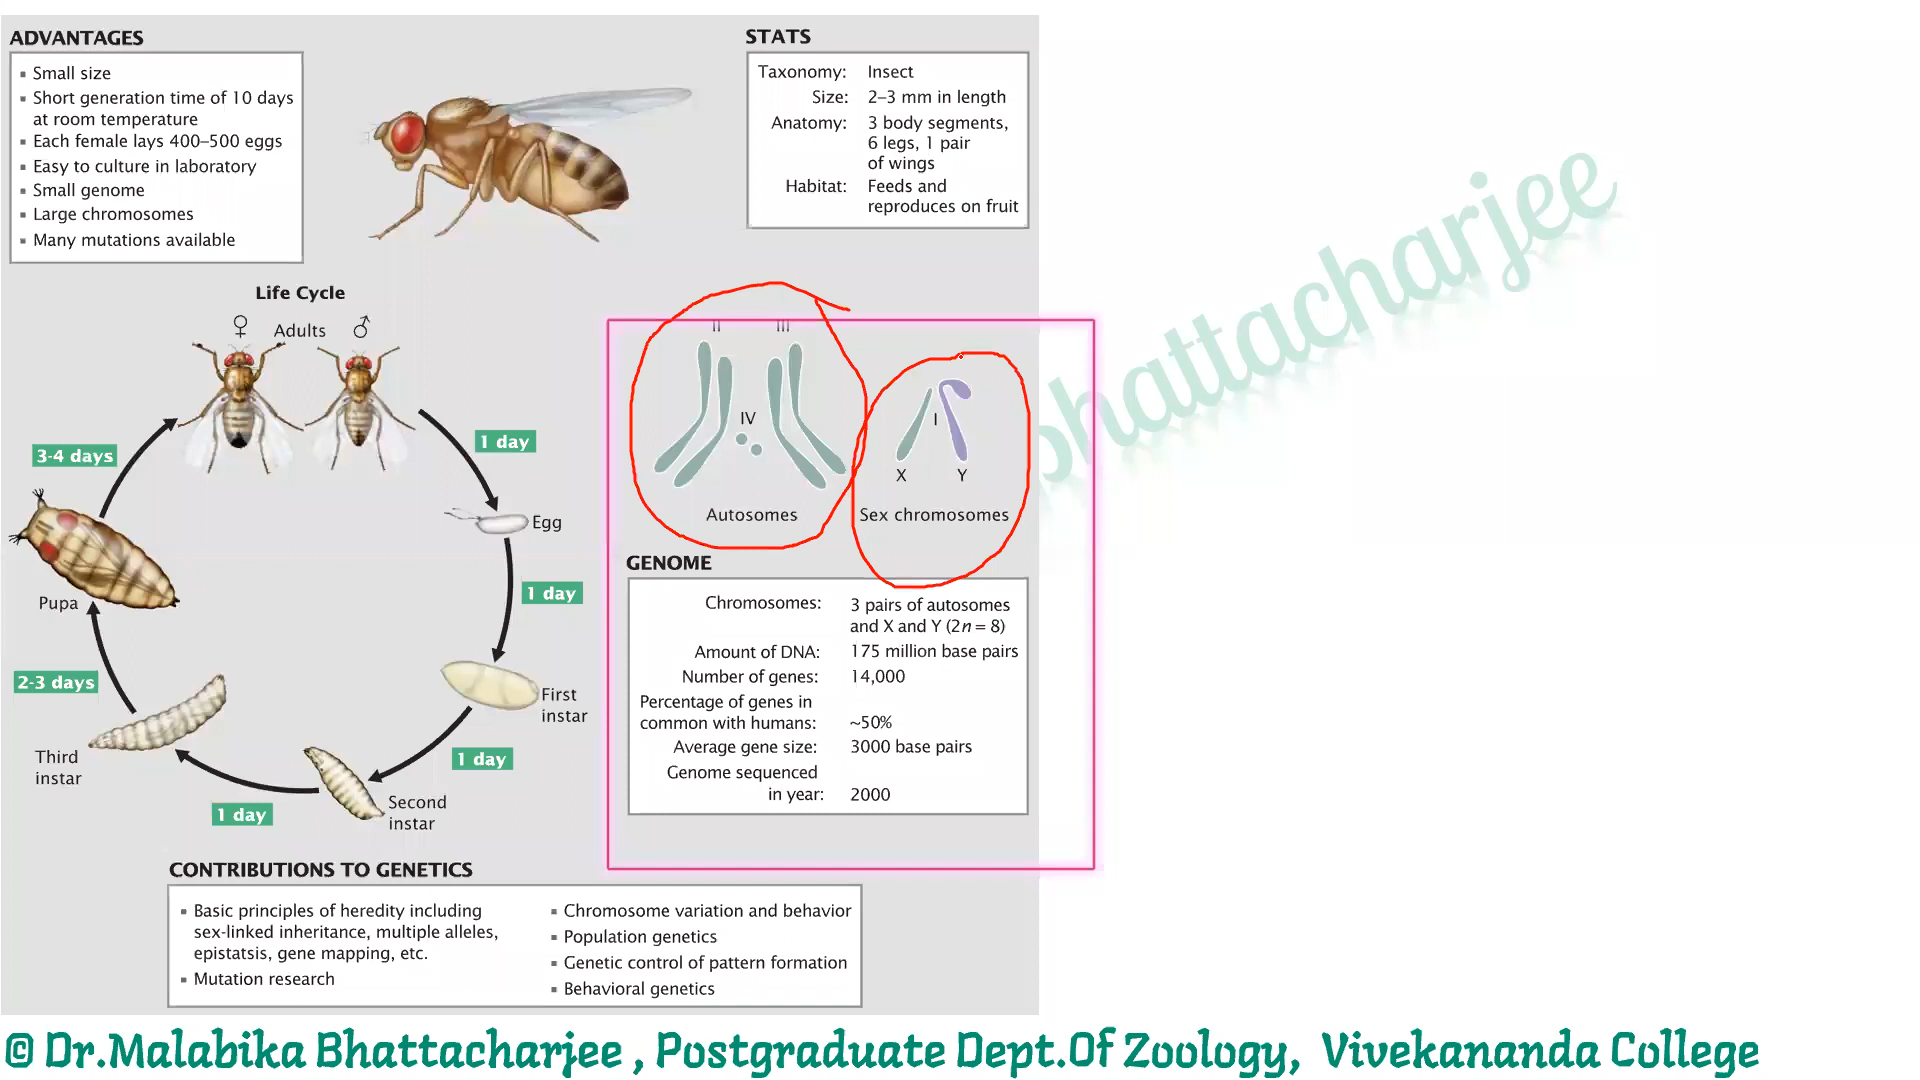 ADVANTAGES
▪ Small size
▪ Short generation time of 10 days
at room temperature
▪ Each female lays 400–500 eggs
▪ Easy to culture in laboratory
▪ Small genome
▪ Large chromosomes
▪ Many mutations available
STATS
Taxonomy: Insect
Size: 2–3 mm in length
Anatomy: 3 body segments,
6 legs, 1 pair
of wings
Habitat: Feeds and
reproduces on fruit
Life Cycle
♀ Adults ♂
1 day
Egg
1 day
First
instar
1 day
Second
instar
1 day
Third
instar
2-3 days
Pupa
3-4 days
II III
IV
I
X Y
Autosomes
Sex chromosomes
GENOME
Chromosomes: 3 pairs of autosomes
and X and Y (2n = 8)
Amount of DNA: 175 million base pairs
Number of genes: 14,000
Percentage of genes in
common with humans: ~50%
Average gene size: 3000 base pairs
Genome sequenced
in year: 2000
CONTRIBUTIONS TO GENETICS
▪ Basic principles of heredity including
sex-linked inheritance, multiple alleles,
epistatsis, gene mapping, etc.
▪ Mutation research
▪ Chromosome variation and behavior
▪ Population genetics
▪ Genetic control of pattern formation
▪ Behavioral genetics
bhattacharjee
© Dr.Malabika Bhattacharjee , Postgraduate Dept.Of Zoology, Vivekananda College